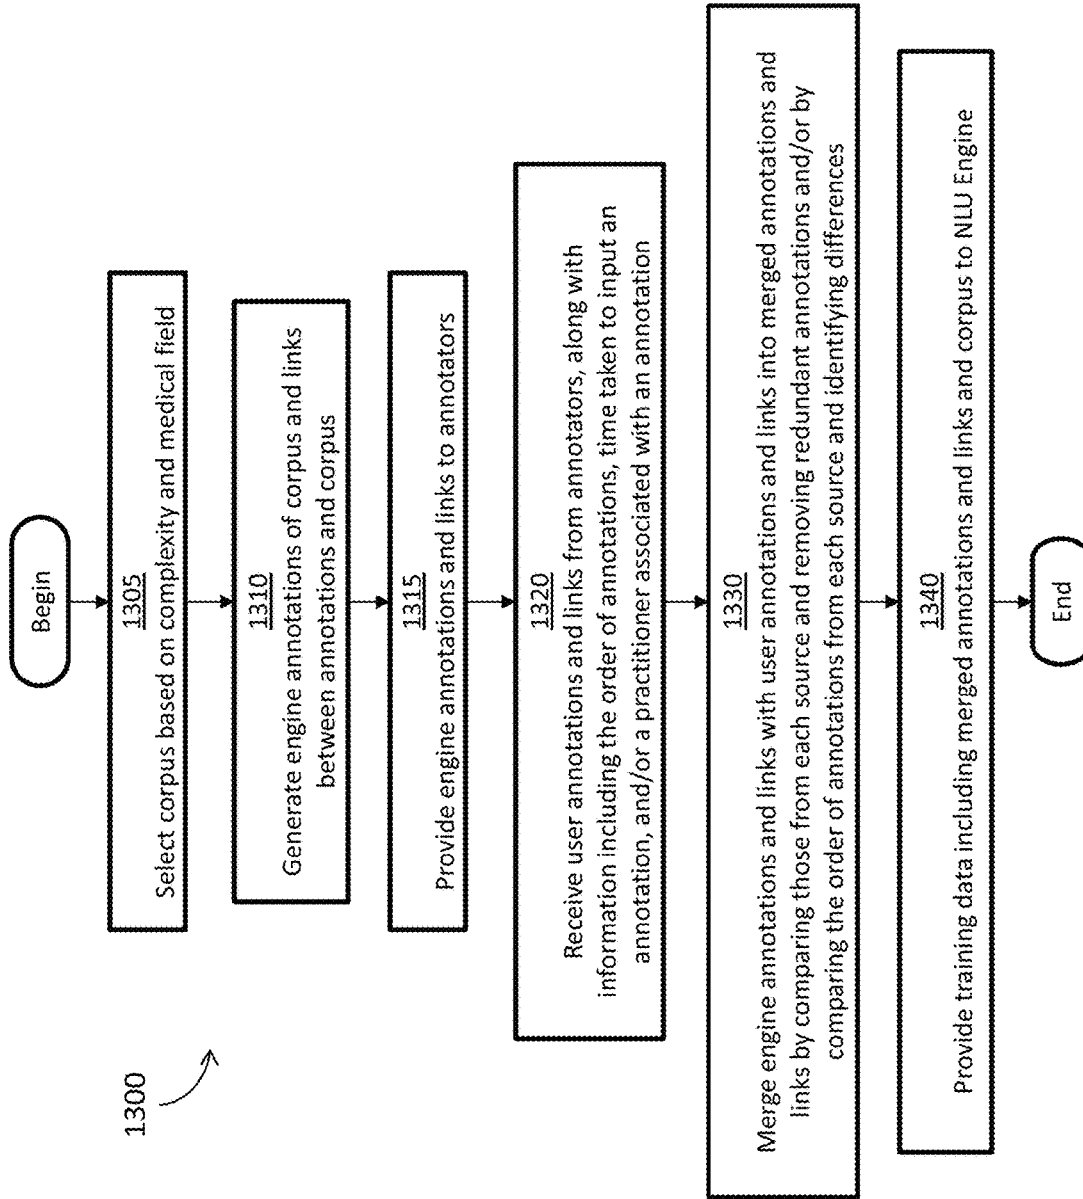 1300
Begin
1305
Select corpus based on complexity and medical field
1310
Generate engine annotations of corpus and links
between annotations and corpus
1315
Provide engine annotations and links to annotators
1320
Receive user annotations and links from annotators, along with
information including the order of annotations, time taken to input an
annotation, and/or a practitioner associated with an annotation
1330
Merge engine annotations and links with user annotations and links into merged annotations and
links by comparing those from each source and removing redundant annotations and/or by
comparing the order of annotations from each source and identifying differences
1340
Provide training data including merged annotations and links and corpus to NLU Engine
End